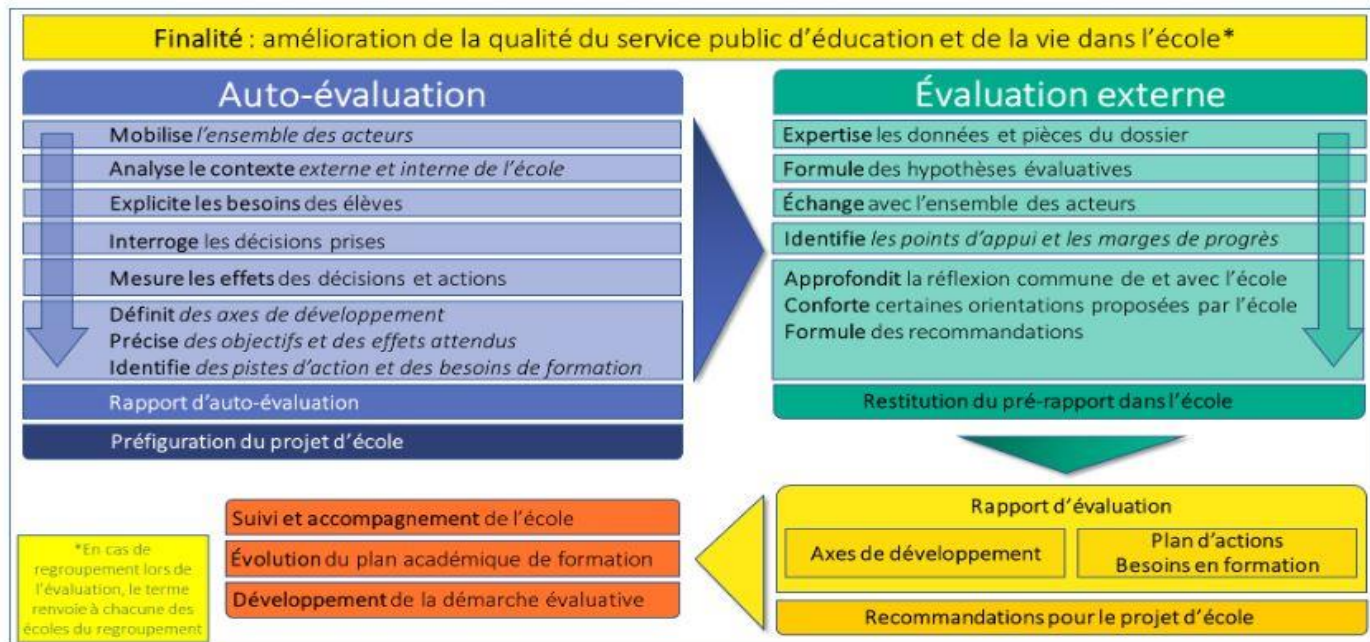 Finalité : amélioration de la qualité du service public d'éducation et de la vie dans l'école*
Auto-évaluation
Mobilise l'ensemble des acteurs
Analyse le contexte externe et interne de l'école
Explicite les besoins des élèves
Interroge les décisions prises
Mesure les effets des décisions et actions
Définit des axes de développement
Précise des objectifs et des effets attendus
Identifie des pistes d'action et des besoins de formation
Rapport d'auto-évaluation
Préfiguration du projet d'école
Évaluation externe
Expertise les données et pièces du dossier
Formule des hypothèses évaluatives
Échange avec l'ensemble des acteurs
Identifie les points d'appui et les marges de progrès
Approfondit la réflexion commune de et avec l'école
Conforte certaines orientations proposées par l'école
Formule des recommandations
Restitution du pré-rapport dans l'école
Rapport d'évaluation
Axes de développement
Plan d'actions
Besoins en formation
Recommandations pour le projet d'école
Suivi et accompagnement de l'école
Évolution du plan académique de formation
Développement de la démarche évaluative
*En cas de
regroupement lors de
l'évaluation, le terme
renvoie à chacune des
écoles du regroupement